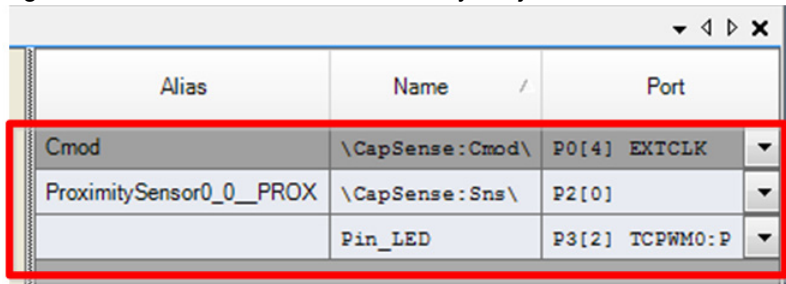 Alias Name / Port
Cmod \CapSense:Cmod\ P0[4] EXTCLK
ProximitySensor0_0__PROX \CapSense:Sns\ P2[0]
Pin_LED P3[2] TCPWM0:P